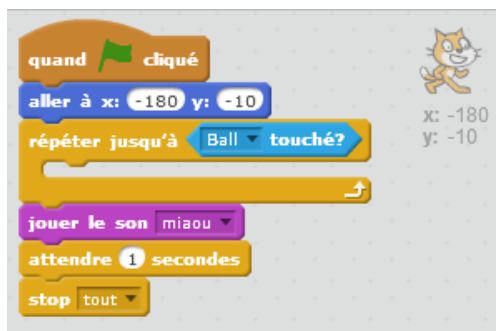 quand cliqué
aller à x: -180 y: -10
répéter jusqu'à Ball touché?
jouer le son miaou
attendre 1 secondes
stop tout
x: -180
y: -10